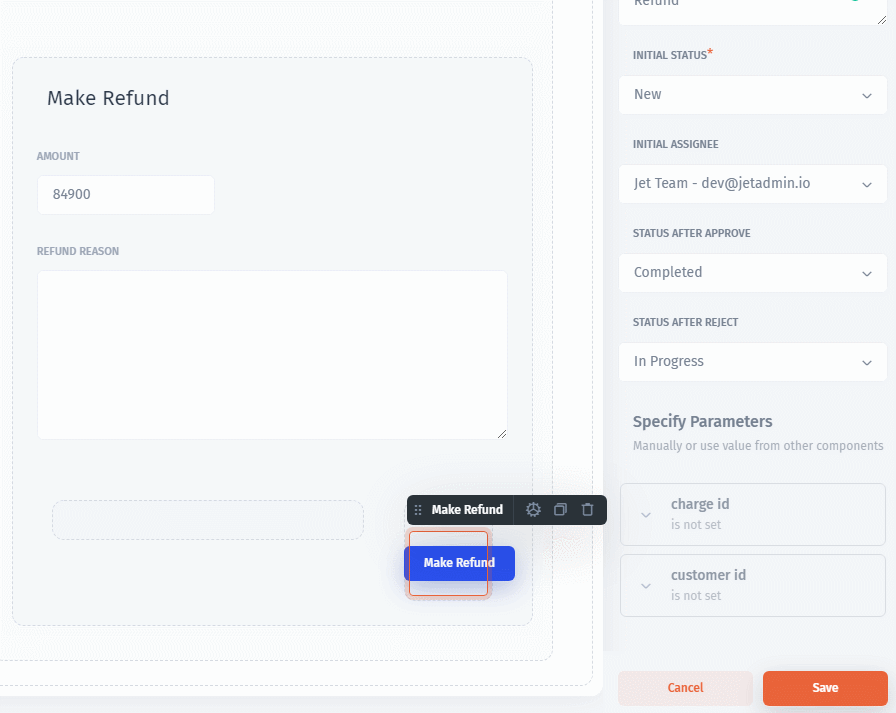 Refund
INITIAL STATUS*
New
INITIAL ASSIGNEE
Jet Team - dev@jetadmin.io
STATUS AFTER APPROVE
Completed
STATUS AFTER REJECT
In Progress
Specify Parameters
Manually or use value from other components
charge id
is not set
customer id
is not set
Cancel
Save
Make Refund
AMOUNT
84900
REFUND REASON
Make Refund
Make Refund